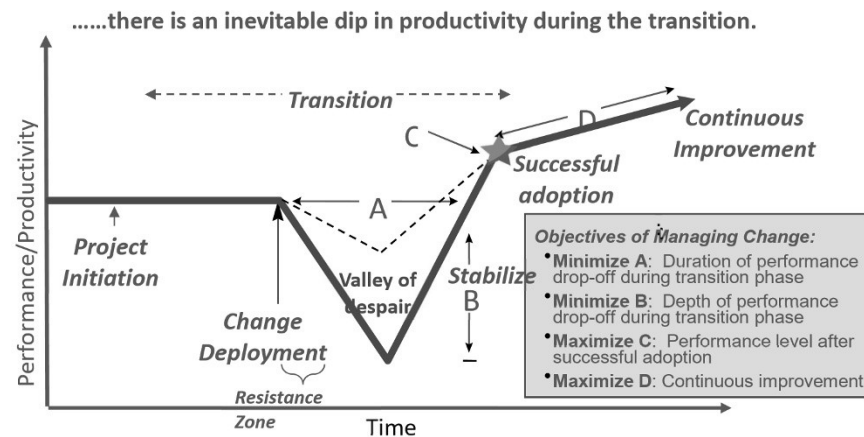 ......there is an inevitable dip in productivity during the transition.
Performance/Productivity
Transition
C
D
Continuous
Improvement
Successful
adoption
A
Project
Initiation
Valley of
despair
Stabilize
B
Change
Deployment
Resistance
Zone
Time
Objectives of Managing Change:
•Minimize A: Duration of performance
drop-off during transition phase
•Minimize B: Depth of performance
drop-off during transition phase
•Maximize C: Performance level after
successful adoption
•Maximize D: Continuous improvement